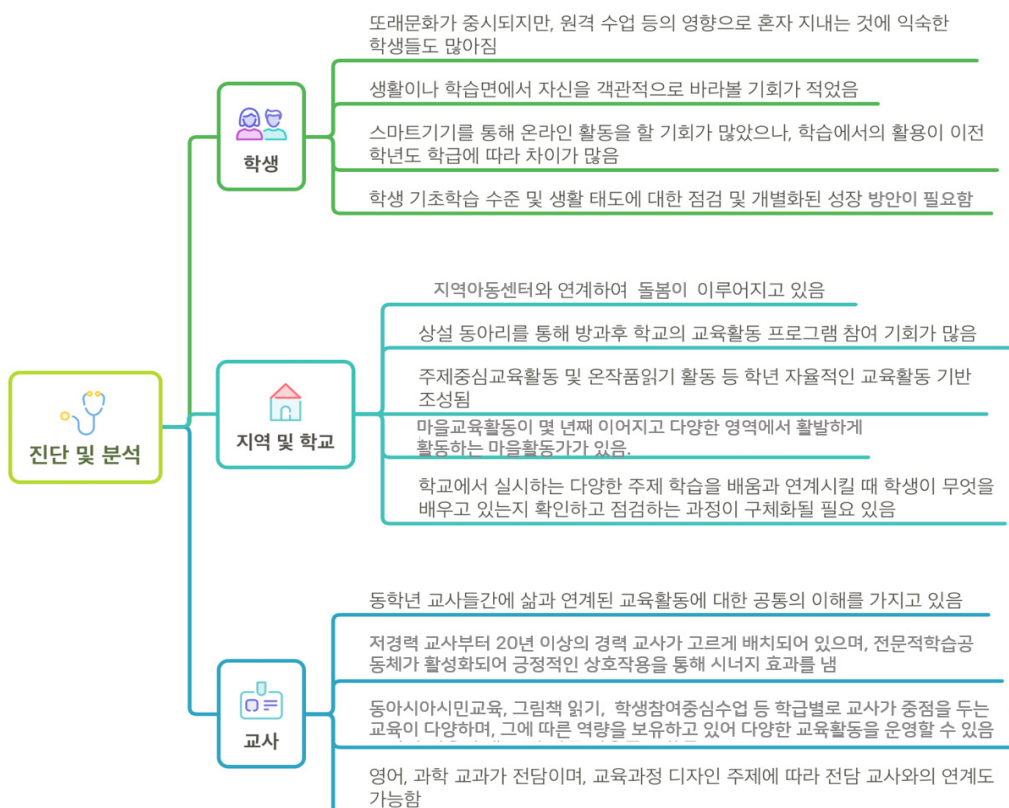 진단 및 분석
학생
또래문화가 중시되지만, 원격 수업 등의 영향으로 혼자 지내는 것에 익숙한
학생들도 많아짐
생활이나 학습면에서 자신을 객관적으로 바라볼 기회가 적었음
스마트기기를 통해 온라인 활동을 할 기회가 많았으나, 학습에서의 활용이 이전
학년도 학급에 따라 차이가 많음
학생 기초학습 수준 및 생활 태도에 대한 점검 및 개별화된 성장 방안이 필요함
지역 및 학교
지역아동센터와 연계하여 돌봄이 이루어지고 있음
상설 동아리를 통해 방과후 학교의 교육활동 프로그램 참여 기회가 많음
주제중심교육활동 및 온작품읽기 활동 등 학년 자율적인 교육활동 기반
조성됨
마을교육활동이 몇 년째 이어지고 다양한 영역에서 활발하게
활동하는 마을활동가가 있음.
학교에서 실시하는 다양한 주제 학습을 배움과 연계시킬 때 학생이 무엇을
배우고 있는지 확인하고 점검하는 과정이 구체화될 필요 있음
교사
동학년 교사들간에 삶과 연계된 교육활동에 대한 공통의 이해를 가지고 있음
저경력 교사부터 20년 이상의 경력 교사가 고르게 배치되어 있으며, 전문적학습공
동체가 활성화되어 긍정적인 상호작용을 통해 시너지 효과를 냄
동아시아시민교육, 그림책 읽기, 학생참여중심수업 등 학급별로 교사가 중점을 두는
교육이 다양하며, 그에 따른 역량을 보유하고 있어 다양한 교육활동을 운영할 수 있음
영어, 과학 교과가 전담이며, 교육과정 디자인 주제에 따라 전담 교사와의 연계도
가능함